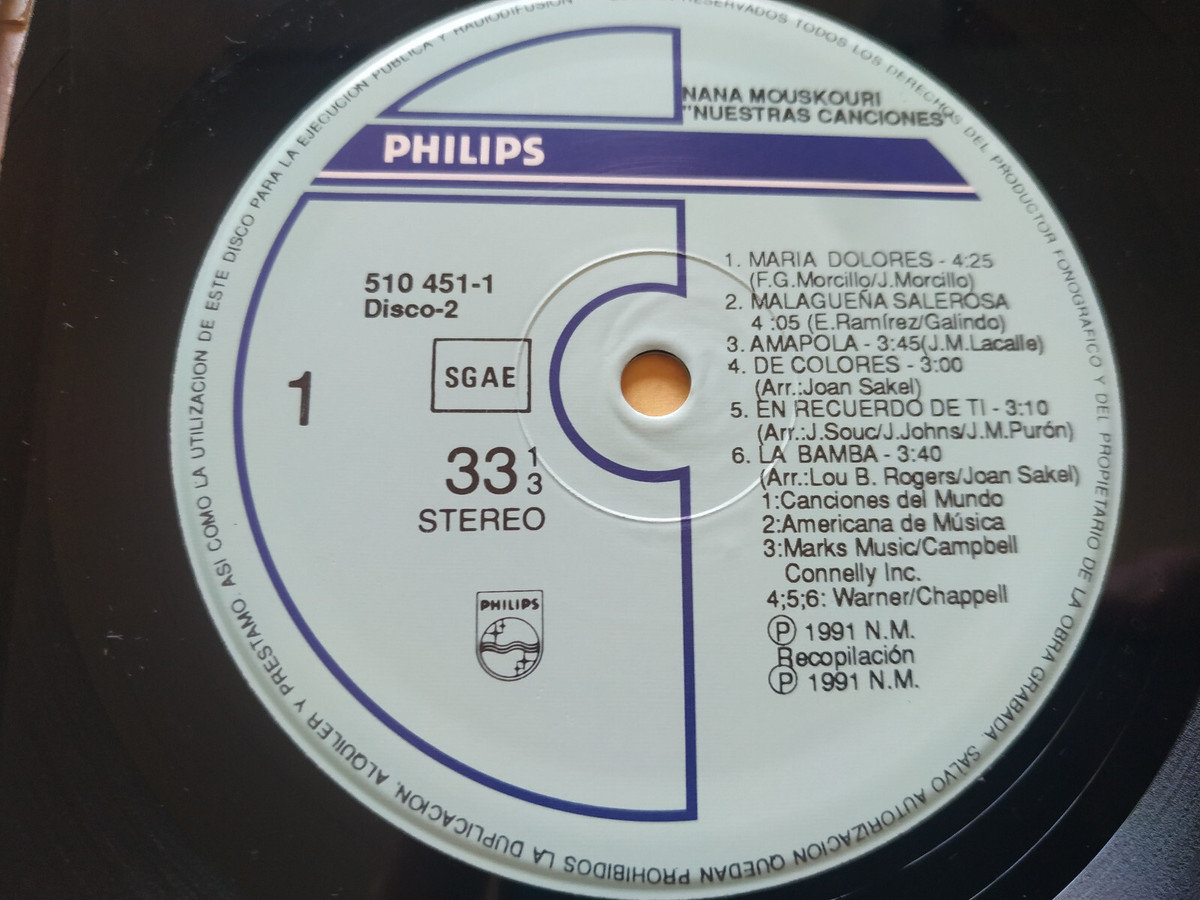 NANA MOUSKOURI
"NUESTRAS CANCIONES"
PHILIPS
510 451-1
Disco-2
SGAE
1
33 1/3
STEREO
PHILIPS
1. MARIA DOLORES - 4:25
(F.G.Morcillo/J.Morcillo)
2. MALAGUEÑA SALEROSA
4 :05 (E.Ramírez/Galindo)
3. AMAPOLA - 3:45(J.M.Lacalle)
4. DE COLORES - 3:00
(Arr.:Joan Sakel)
5. EN RECUERDO DE TI - 3:10
(Arr.:J.Souc/J.Johns/J.M.Purón)
6. LA BAMBA - 3:40
(Arr.:Lou B. Rogers/Joan Sakel)
1:Canciones del Mundo
2:Americana de Música
3:Marks Music/Campbell
Connelly Inc.
4;5;6: Warner/Chappell
Ⓟ 1991 N.M.
Recopilación
Ⓟ 1991 N.M.
RESERVADOS TODOS LOS DERECHOS DEL PRODUCTOR FONOGRAFICO Y DEL PROPIETARIO DE LA OBRA GRABADA. SALVO AUTORIZACION QUEDAN PROHIBIDOS LA DUPLICACION, ALQUILER Y PRESTAMO, ASI COMO LA UTILIZACION DE ESTE DISCO PARA LA EJECUCION PUBLICA Y RADIODIFUSION